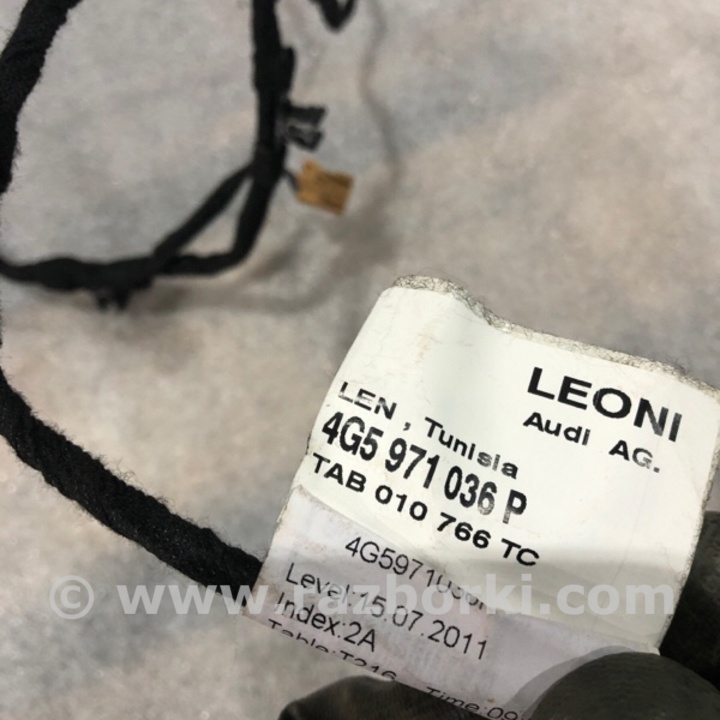 LEONI
Audi AG.
LEN , Tunisia
4G5 971 036 P
TAB 010 766 TC
Level:15.07.2011
Index:2A
© www.razborki.com